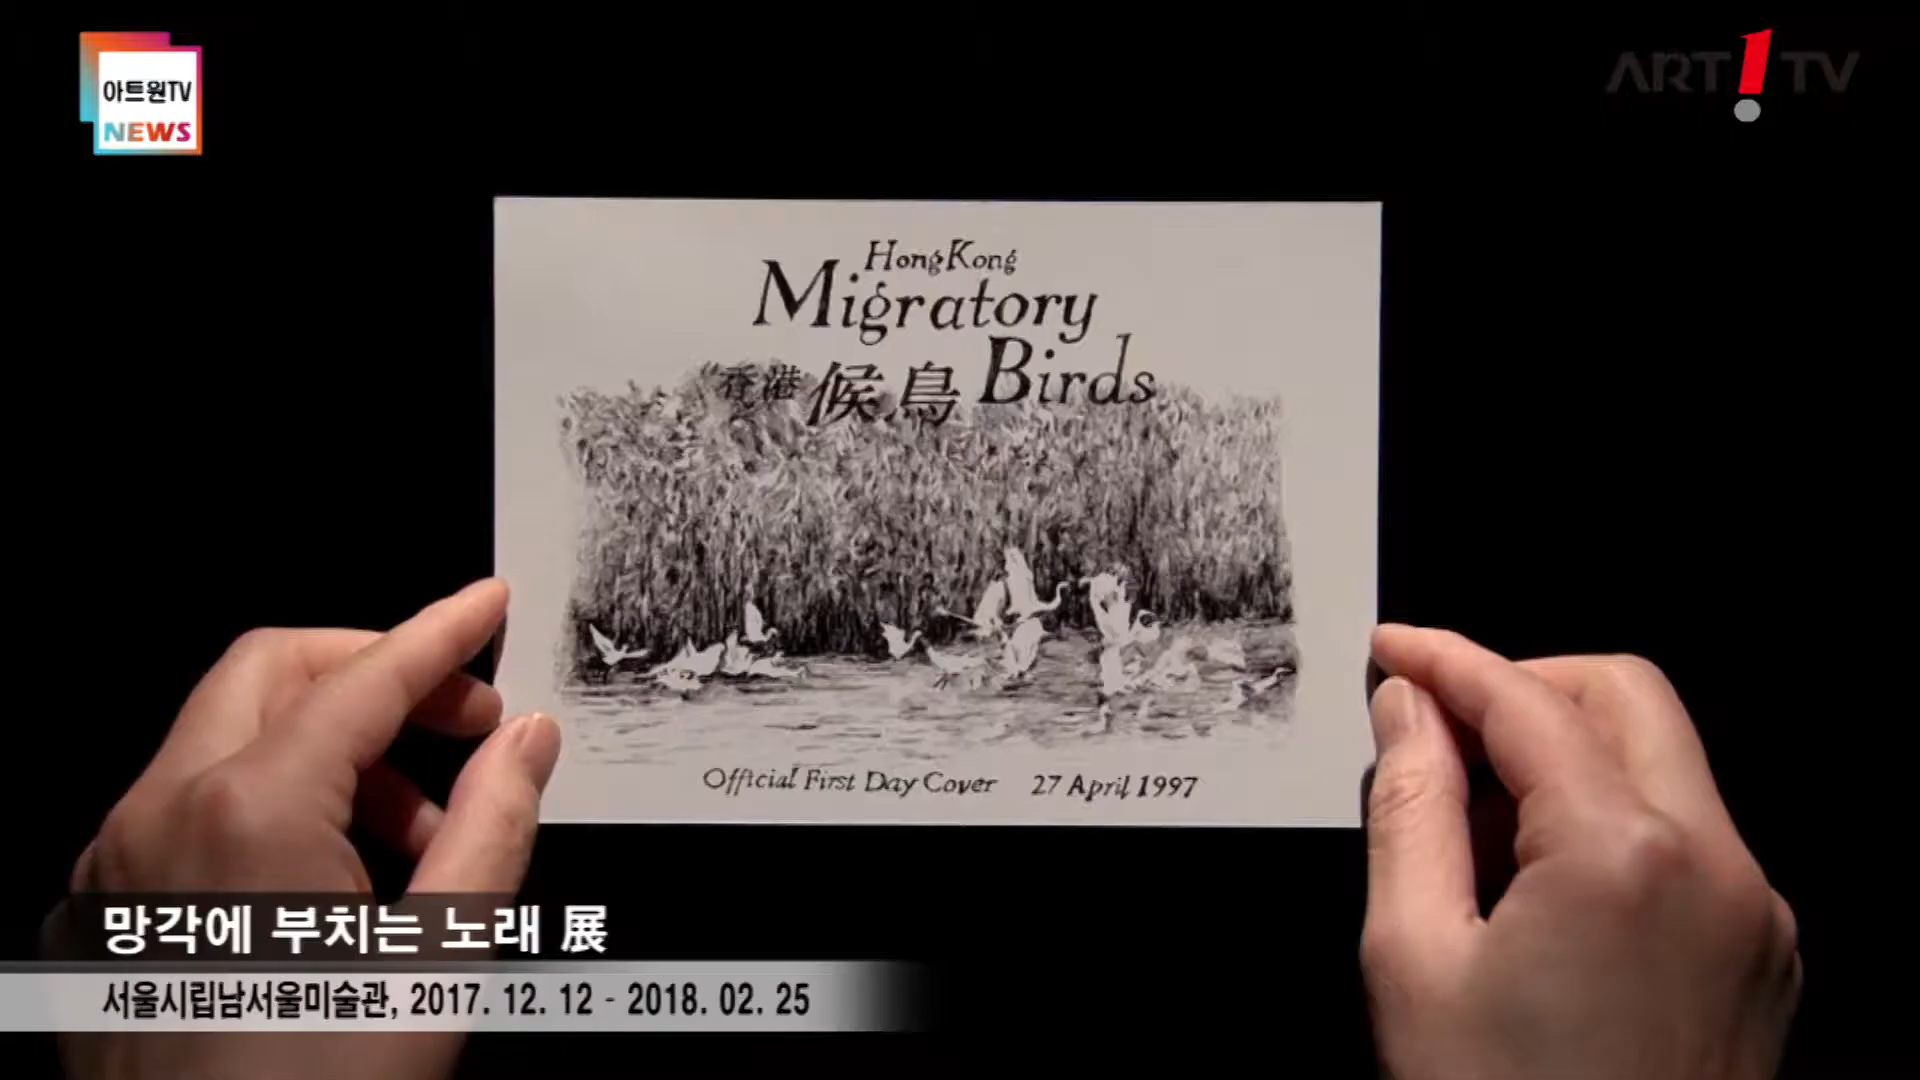 아트원TV
NEWS
ART!TV
HongKong
Migratory
香港 候鳥 Birds
Official First Day Cover 27 April 1997
망각에 부치는 노래 展
서울시립남서울미술관, 2017. 12. 12 - 2018. 02. 25